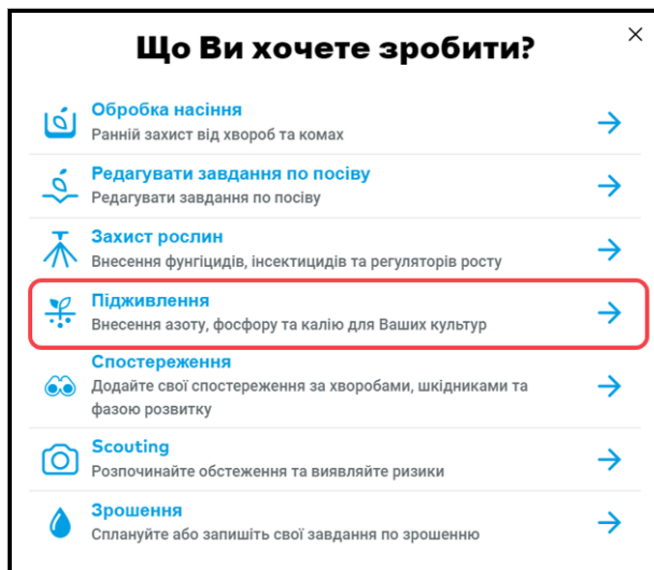 Що Ви хочете зробити?
Обробка насіння
Ранній захист від хвороб та комах
Редагувати завдання по посіву
Редагувати завдання по посіву
Захист рослин
Внесення фунгіцидів, інсектицидів та регуляторів росту
Підживлення
Внесення азоту, фосфору та калію для Ваших культур
Спостереження
Додайте свої спостереження за хворобами, шкідниками та
фазою розвитку
Scouting
Розпочинайте обстеження та виявляйте ризики
Зрошення
Сплануйте або запишіть свої завдання по зрошенню